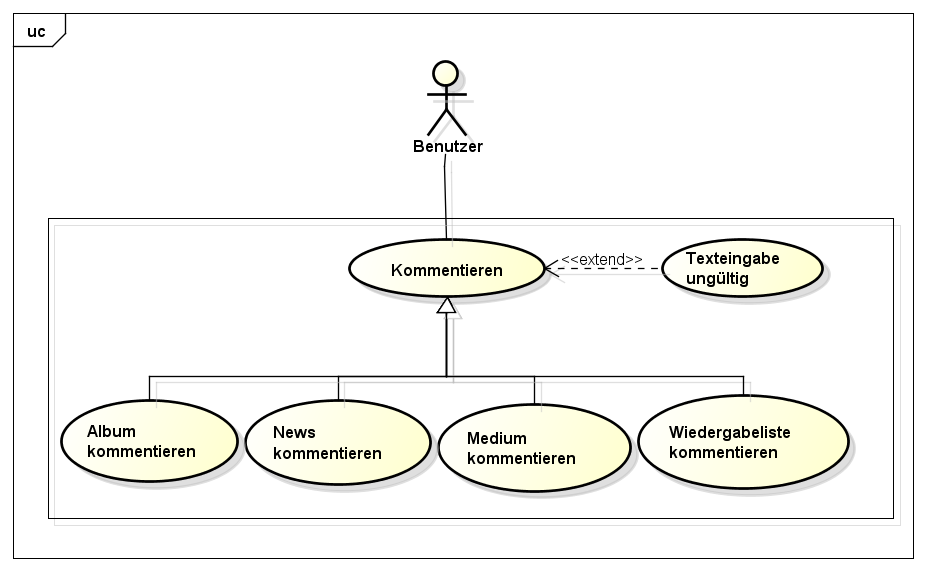 uc
Benutzer
Kommentieren
<<extend>>
Texteingabe
ungültig
Album
kommentieren
News
kommentieren
Medium
kommentieren
Wiedergabeliste
kommentieren